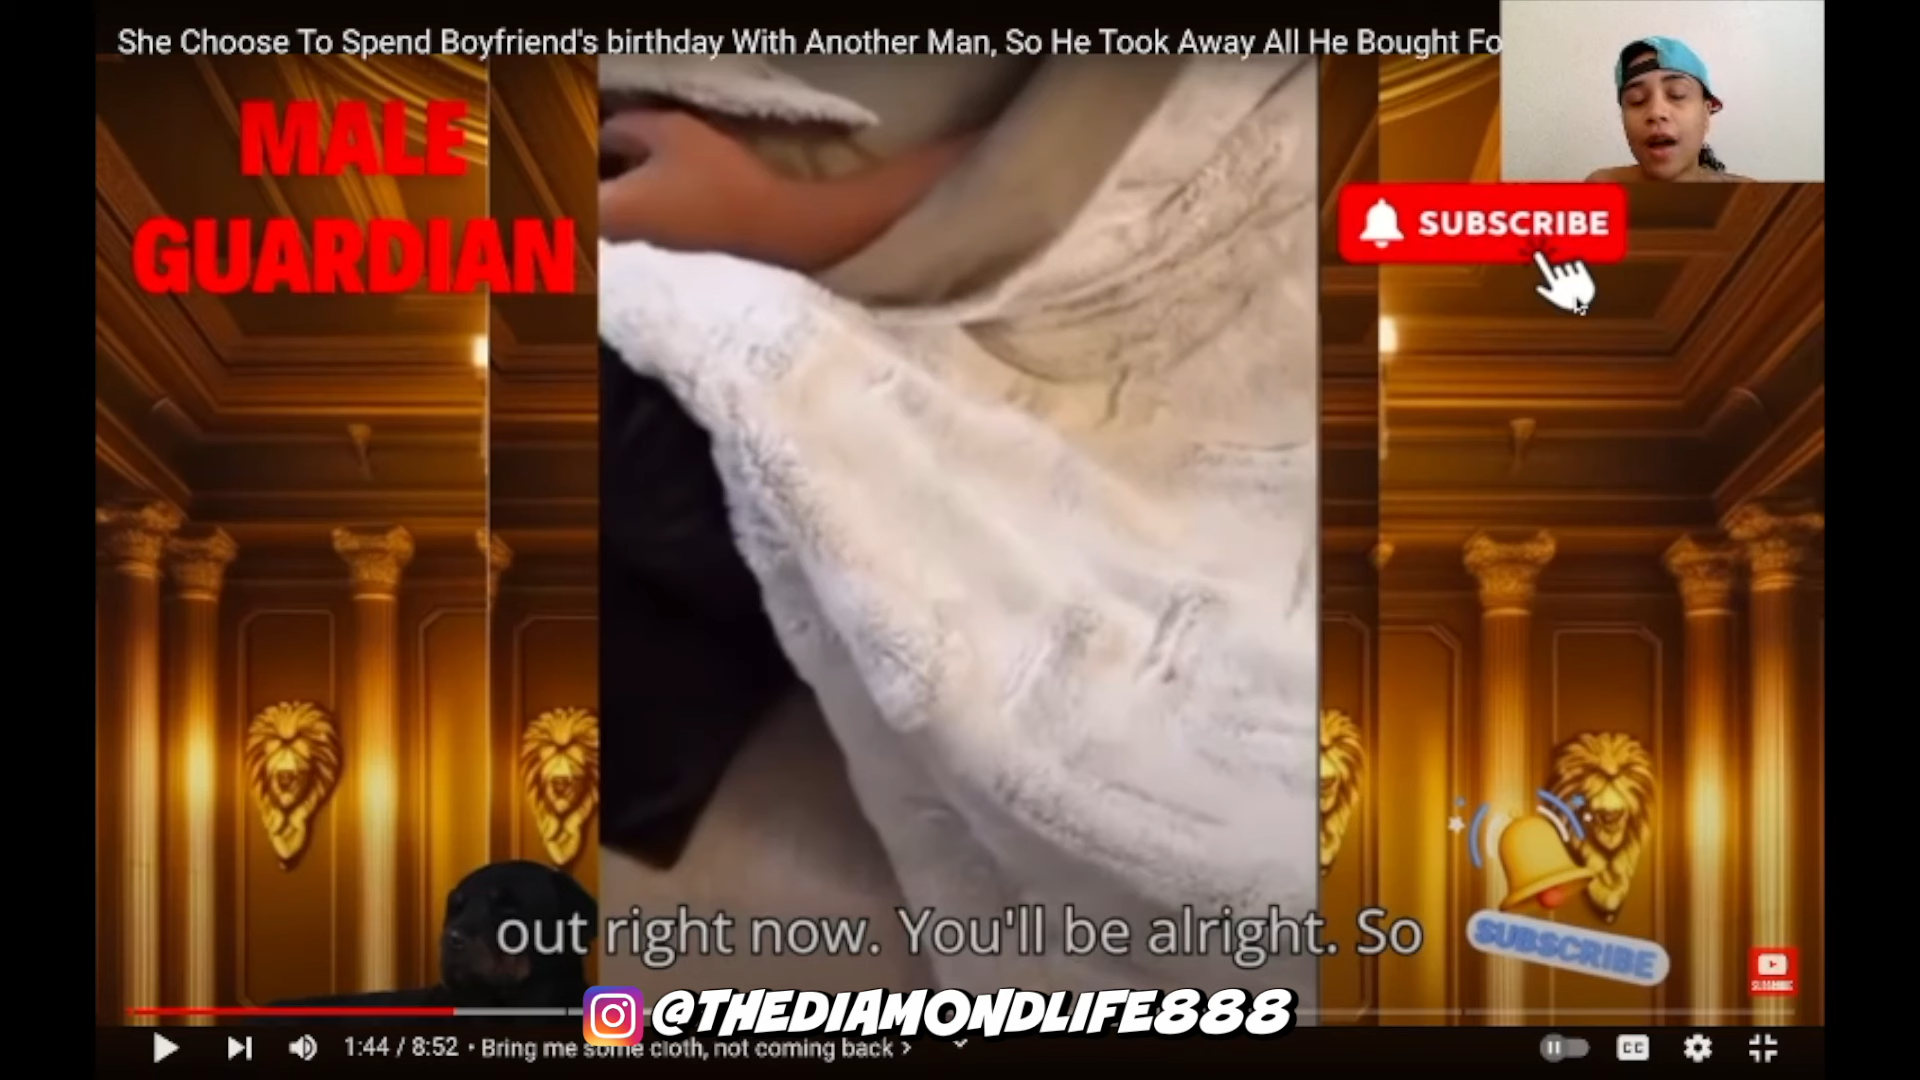 She Choose To Spend Boyfriend's birthday With Another Man, So He Took Away All He Bought Fo
MALE
GUARDIAN
SUBSCRIBE
out right now. You'll be alright. So
SUBSCRIBE
SUBSCRIBE
@THEDIAMONDLIFE888
1:44 / 8:52 • Bring me some cloth, not coming back >
CC